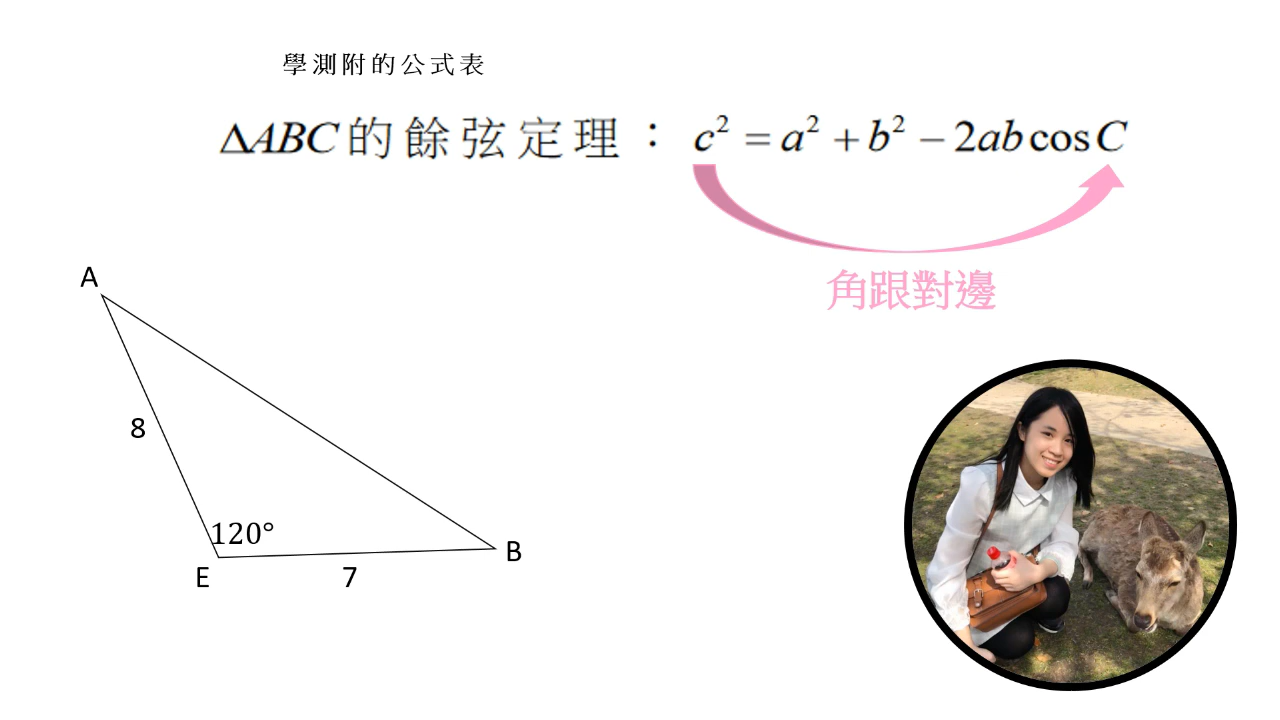 學測附的公式表
ΔABC的餘弦定理： c² = a² + b² − 2ab cos C
角跟對邊
A
8
120°
B
E
7